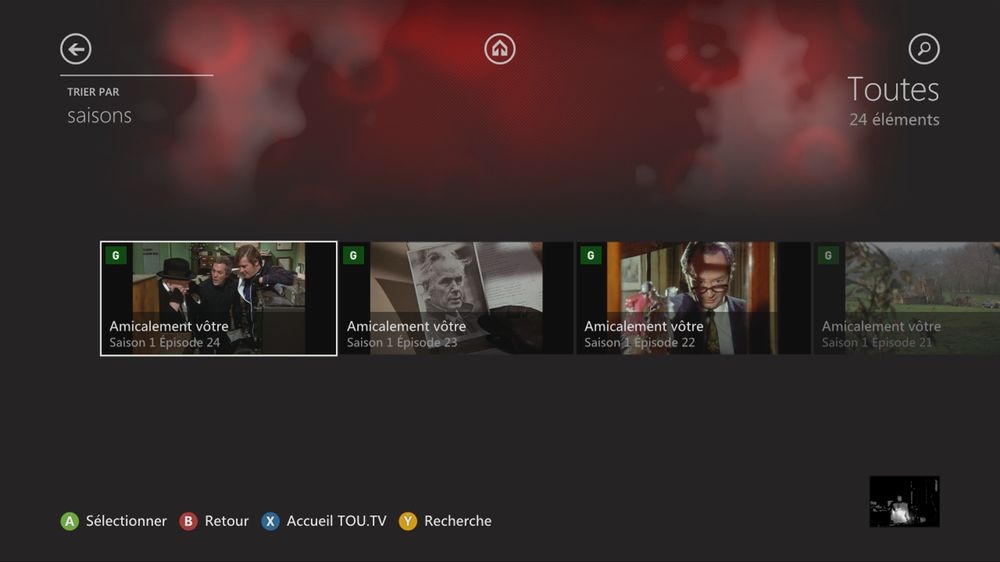 TRIER PAR
saisons
Toutes
24 éléments
G
Amicalement vôtre
Saison 1 Épisode 24
G
Amicalement vôtre
Saison 1 Épisode 23
G
Amicalement vôtre
Saison 1 Épisode 22
G
Amicalement vôtre
Saison 1 Épisode 21
A Sélectionner B Retour X Accueil TOU.TV Y Recherche